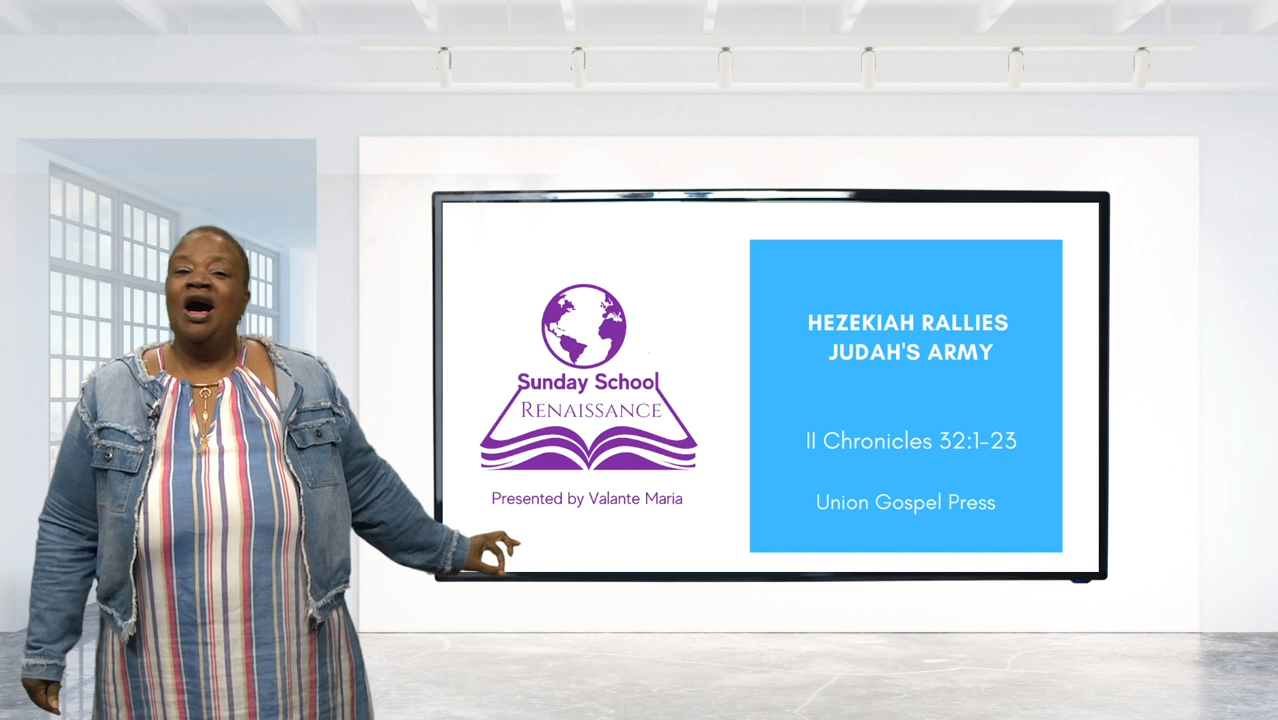 Sunday School
RENAISSANCE
Presented by Valante Maria
HEZEKIAH RALLIES
JUDAH'S ARMY
II Chronicles 32:1-23
Union Gospel Press